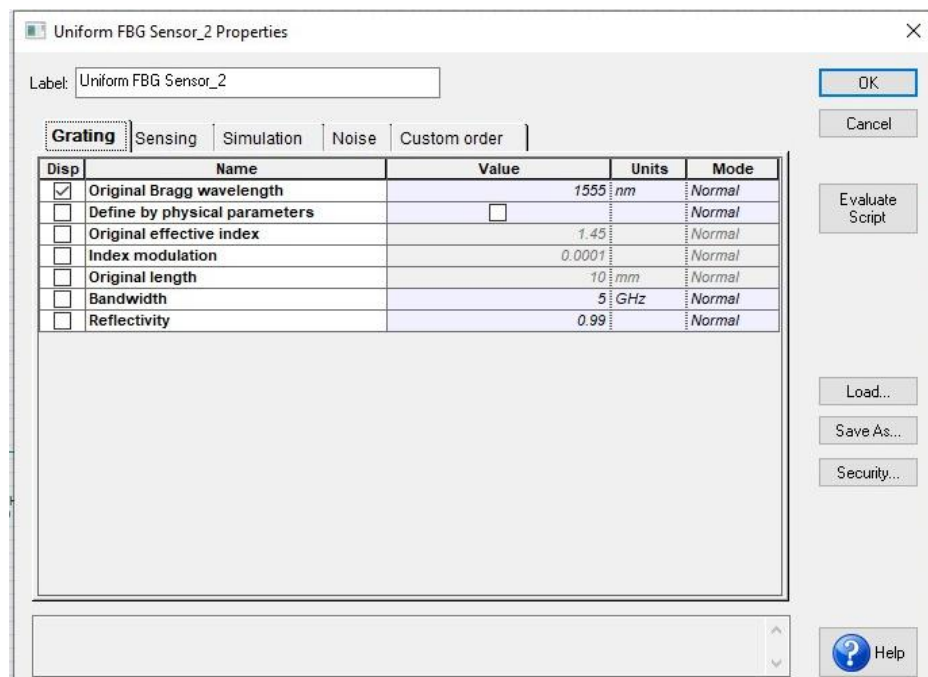 Uniform FBG Sensor_2 Properties
Label: Uniform FBG Sensor_2
OK
Cancel
Grating Sensing Simulation Noise Custom order
Disp Name Value Units Mode
Original Bragg wavelength 1555 nm Normal
Define by physical parameters Normal
Original effective index 1.45 Normal
Index modulation 0.0001 Normal
Original length 10 mm Normal
Bandwidth 5 GHz Normal
Reflectivity 0.99 Normal
Evaluate
Script
Load...
Save As...
Security...
Help